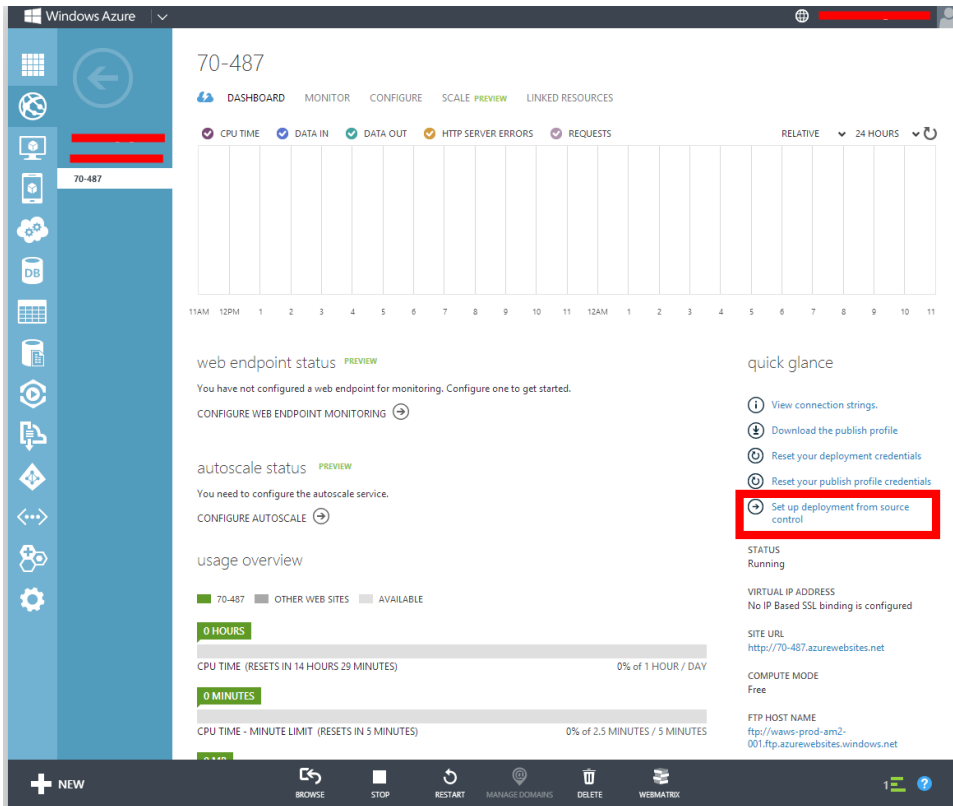 Windows Azure
70-487
70-487
DASHBOARD MONITOR CONFIGURE SCALE PREVIEW LINKED RESOURCES
CPU TIME DATA IN DATA OUT HTTP SERVER ERRORS REQUESTS RELATIVE 24 HOURS
11AM 12PM 1 2 3 4 5 6 7 8 9 10 11 12AM 1 2 3 4 5 6 7 8 9 10 11
web endpoint status PREVIEW
You have not configured a web endpoint for monitoring. Configure one to get started.
CONFIGURE WEB ENDPOINT MONITORING
autoscale status PREVIEW
You need to configure the autoscale service.
CONFIGURE AUTOSCALE
usage overview
70-487 OTHER WEB SITES AVAILABLE
0 HOURS
CPU TIME (RESETS IN 14 HOURS 29 MINUTES) 0% of 1 HOUR / DAY
0 MINUTES
CPU TIME - MINUTE LIMIT (RESETS IN 5 MINUTES) 0% of 2.5 MINUTES / 5 MINUTES
quick glance
View connection strings.
Download the publish profile
Reset your deployment credentials
Reset your publish profile credentials
Set up deployment from source
control
STATUS
Running
VIRTUAL IP ADDRESS
No IP Based SSL binding is configured
SITE URL
http://70-487.azurewebsites.net
COMPUTE MODE
Free
FTP HOST NAME
ftp://waws-prod-am2-
001.ftp.azurewebsites.windows.net
DB
NEW BROWSE STOP RESTART MANAGE DOMAINS DELETE WEBMATRIX 1 ?